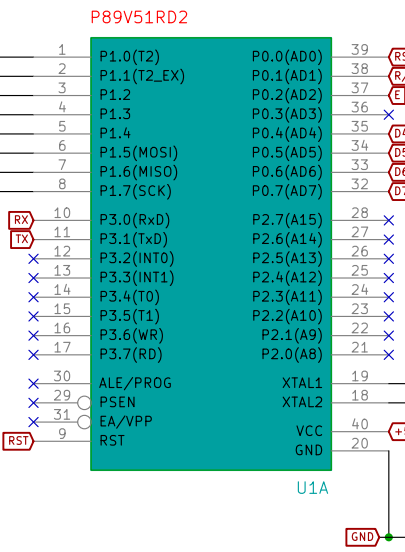 P89V51RD2
1 P1.0(T2) P0.0(AD0) 39
2 P1.1(T2_EX) P0.1(AD1) 38
3 P1.2 P0.2(AD2) 37 E
4 P1.3 P0.3(AD3) 36
5 P1.4 P0.4(AD4) 35
6 P1.5(MOSI) P0.5(AD5) 34
7 P1.6(MISO) P0.6(AD6) 33
8 P1.7(SCK) P0.7(AD7) 32
RX 10 P3.0(RxD) P2.7(A15) 28
TX 11 P3.1(TxD) P2.6(A14) 27
12 P3.2(INT0) P2.5(A13) 26
13 P3.3(INT1) P2.4(A12) 25
14 P3.4(T0) P2.3(A11) 24
15 P3.5(T1) P2.2(A10) 23
16 P3.6(WR) P2.1(A9) 22
17 P3.7(RD) P2.0(A8) 21
30 ALE/PROG XTAL1 19
29 PSEN XTAL2 18
31 EA/VPP VCC 40
RST 9 RST GND 20
U1A
GND